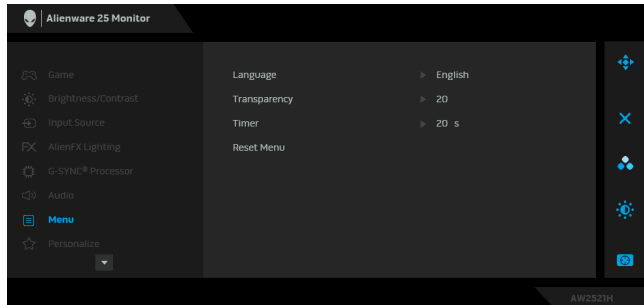 Alienware 25 Monitor
Game
Brightness/Contrast
Input Source
AlienFX Lighting
G-SYNC® Processor
Audio
Menu
Personalize
Language English
Transparency 20
Timer 20 s
Reset Menu
AW2521H